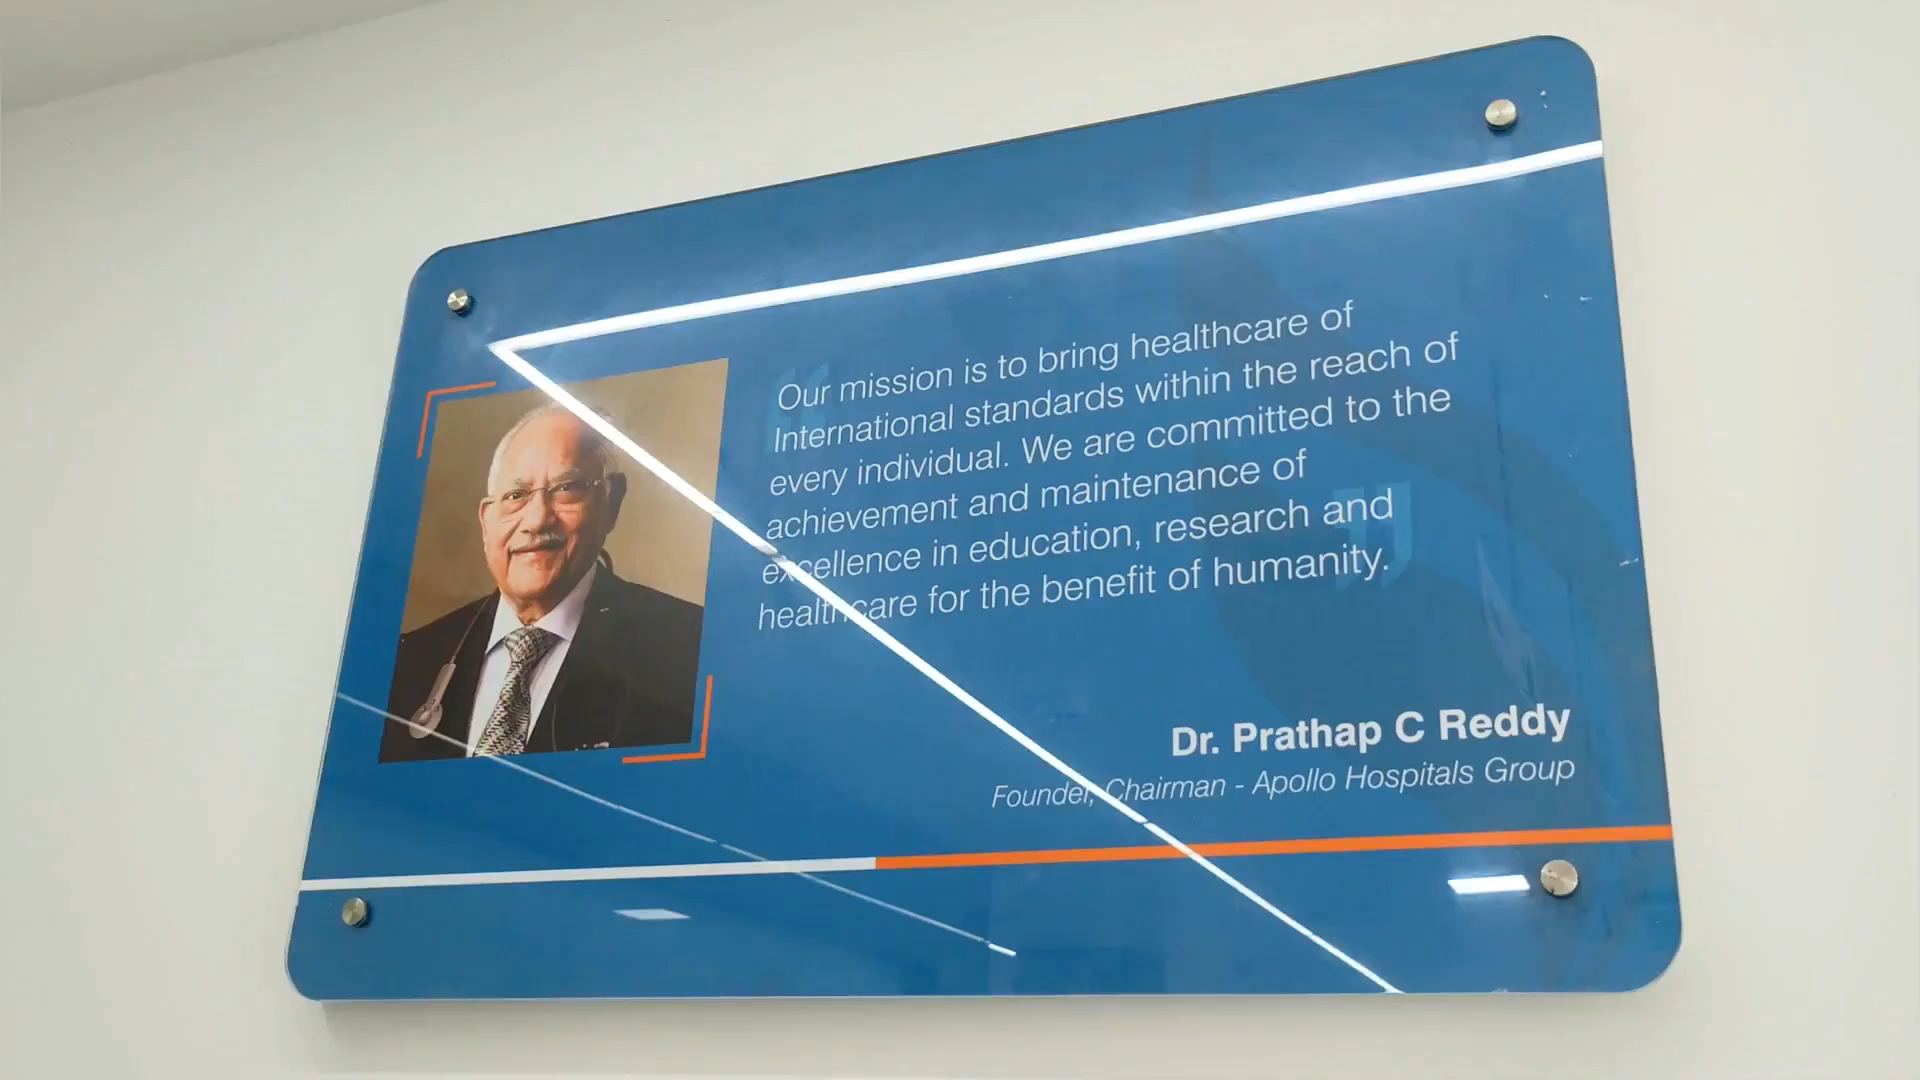 Our mission is to bring healthcare of
International standards within the reach of
every individual. We are committed to the
achievement and maintenance of
excellence in education, research and
healthcare for the benefit of humanity.
Dr. Prathap C Reddy
Founder, Chairman - Apollo Hospitals Group